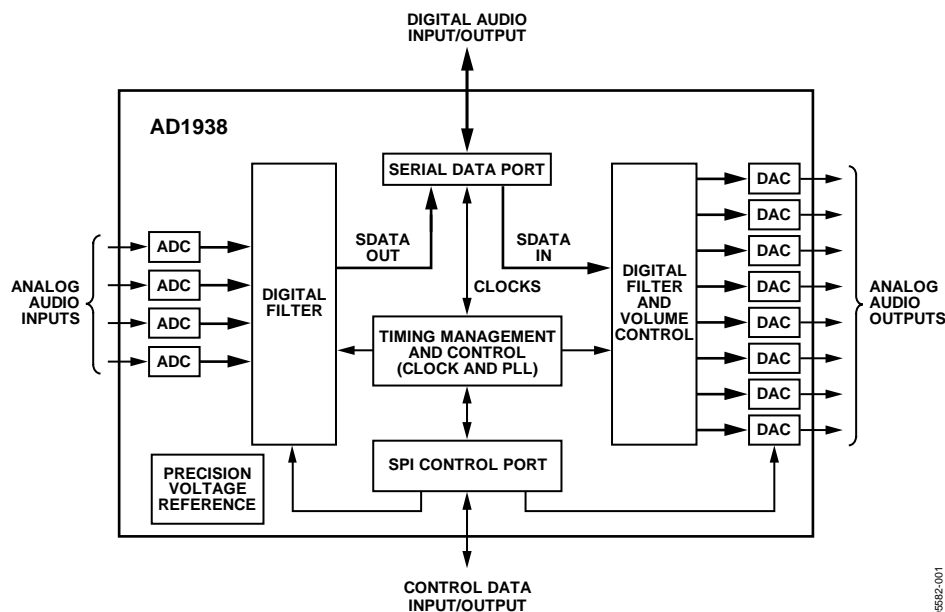 DIGITAL AUDIO
INPUT/OUTPUT
AD1938
SERIAL DATA PORT
SDATA
OUT
SDATA
IN
CLOCKS
ANALOG
AUDIO
INPUTS
ADC
ADC
ADC
ADC
DIGITAL
FILTER
TIMING MANAGEMENT
AND CONTROL
(CLOCK AND PLL)
DIGITAL
FILTER
AND
VOLUME
CONTROL
DAC
DAC
DAC
DAC
DAC
DAC
DAC
DAC
ANALOG
AUDIO
OUTPUTS
PRECISION
VOLTAGE
REFERENCE
SPI CONTROL PORT
CONTROL DATA
INPUT/OUTPUT
5582-001